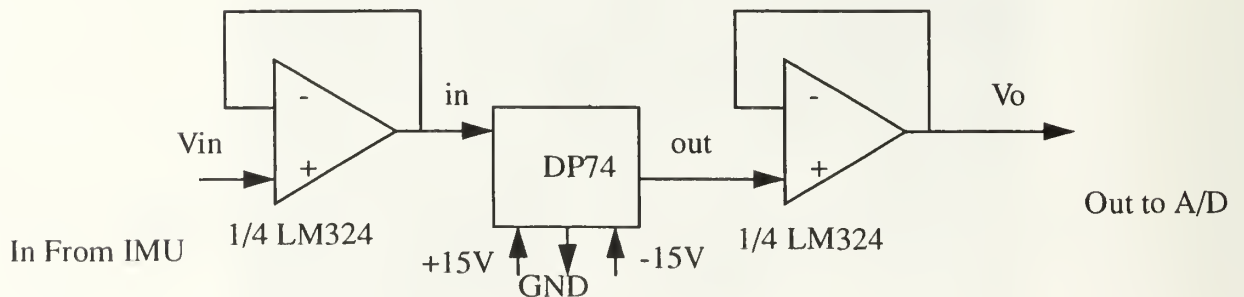 Vin
-
+
1/4 LM324
In From IMU
in
DP74
+15V
GND
-15V
out
-
+
1/4 LM324
Vo
Out to A/D